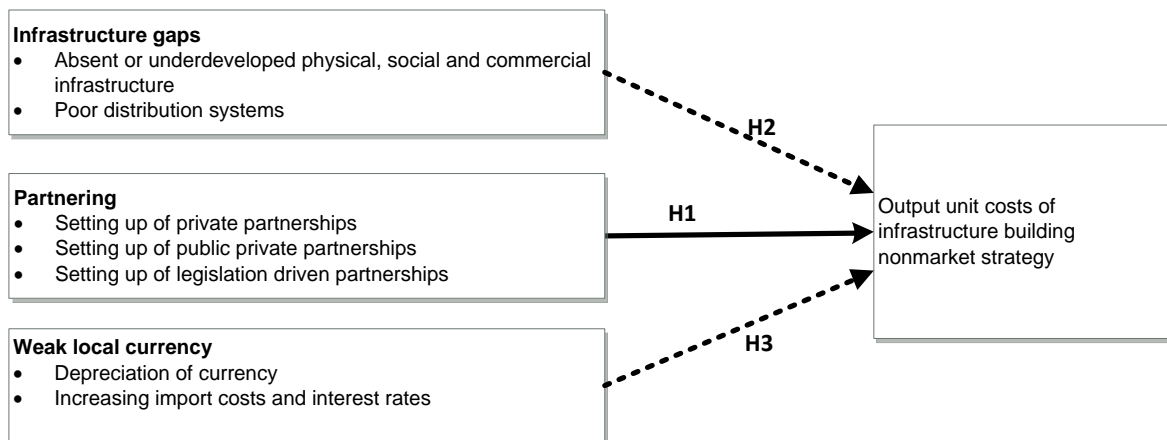 Infrastructure gaps
• Absent or underdeveloped physical, social and commercial
infrastructure
• Poor distribution systems
H2
Partnering
• Setting up of private partnerships
• Setting up of public private partnerships
• Setting up of legislation driven partnerships
H1
Output unit costs of
infrastructure building
nonmarket strategy
Weak local currency
• Depreciation of currency
• Increasing import costs and interest rates
H3